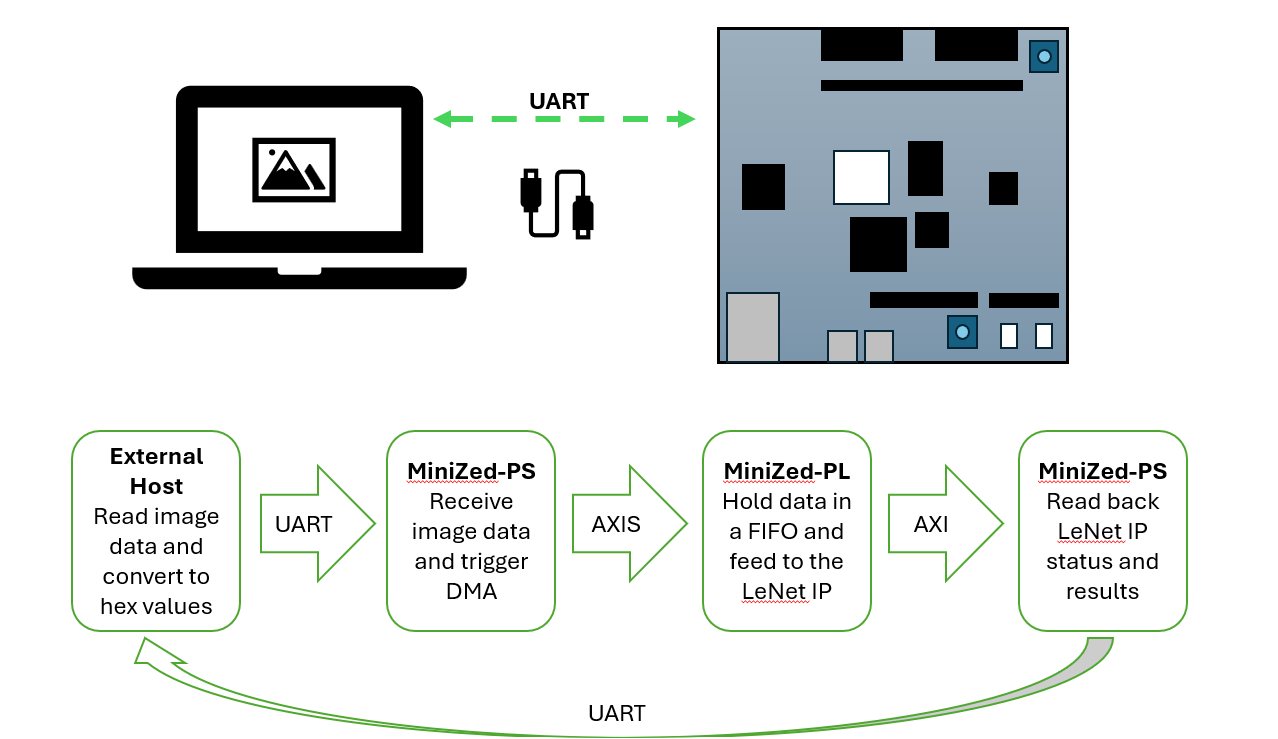 UART
External
Host
Read image
data and
convert to
hex values
UART
MiniZed-PS
Receive
image data
and trigger
DMA
AXIS
MiniZed-PL
Hold data in
a FIFO and
feed to the
LeNet IP
AXI
MiniZed-PS
Read back
LeNet IP
status and
results
UART